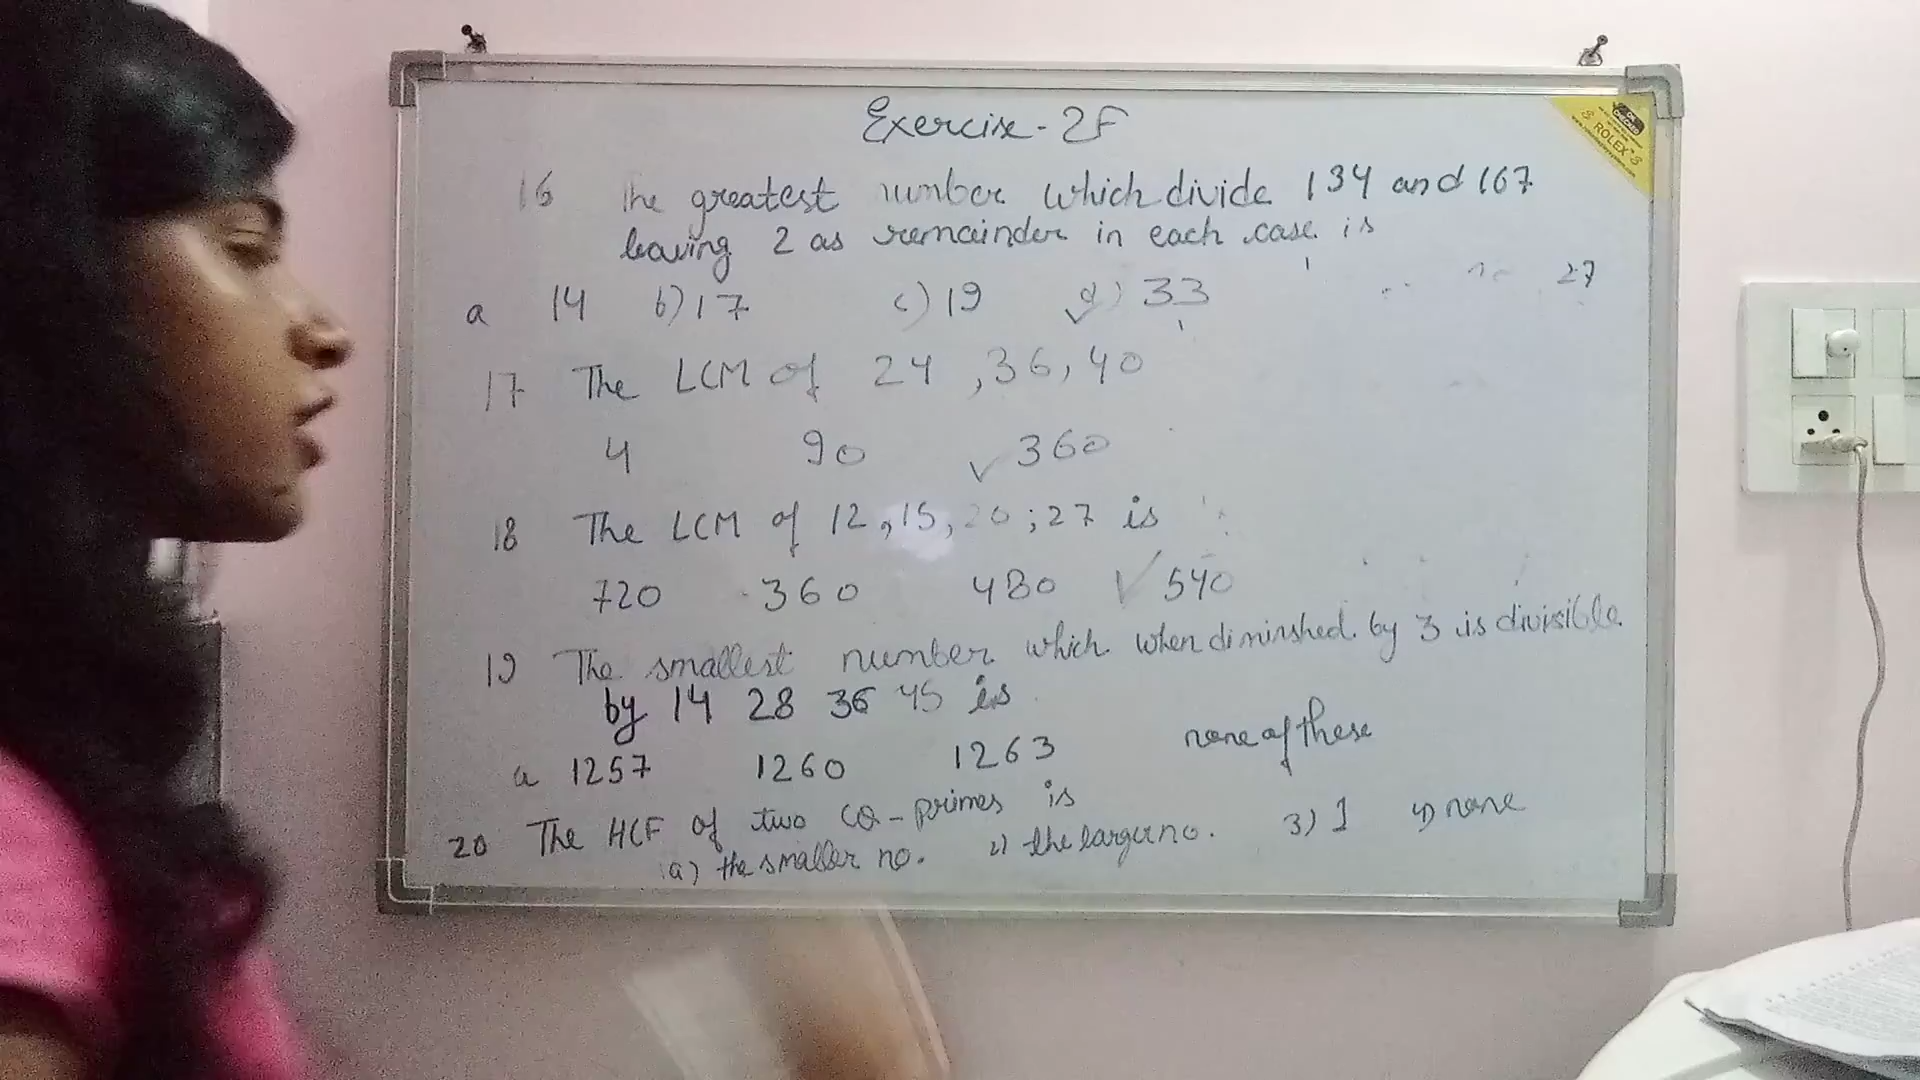 Exercise - 2F
16 The greatest number which divide 134 and 167
leaving 2 as remainder in each case is
27
a 14 b) 17 c) 19 d) 33
17 The LCM of 24, 36, 40
4 90 360
18 The LCM of 12, 15, 20; 27 is
720 360 480 540
19 The smallest number which when diminshed by 3 is divisible
by 14 28 36 45 is
a 1257 1260 1263 none of these
20 The HCF of two co-primes is
(a) the smaller no. 2) the larger no. 3) 1 4) none
ROLEX